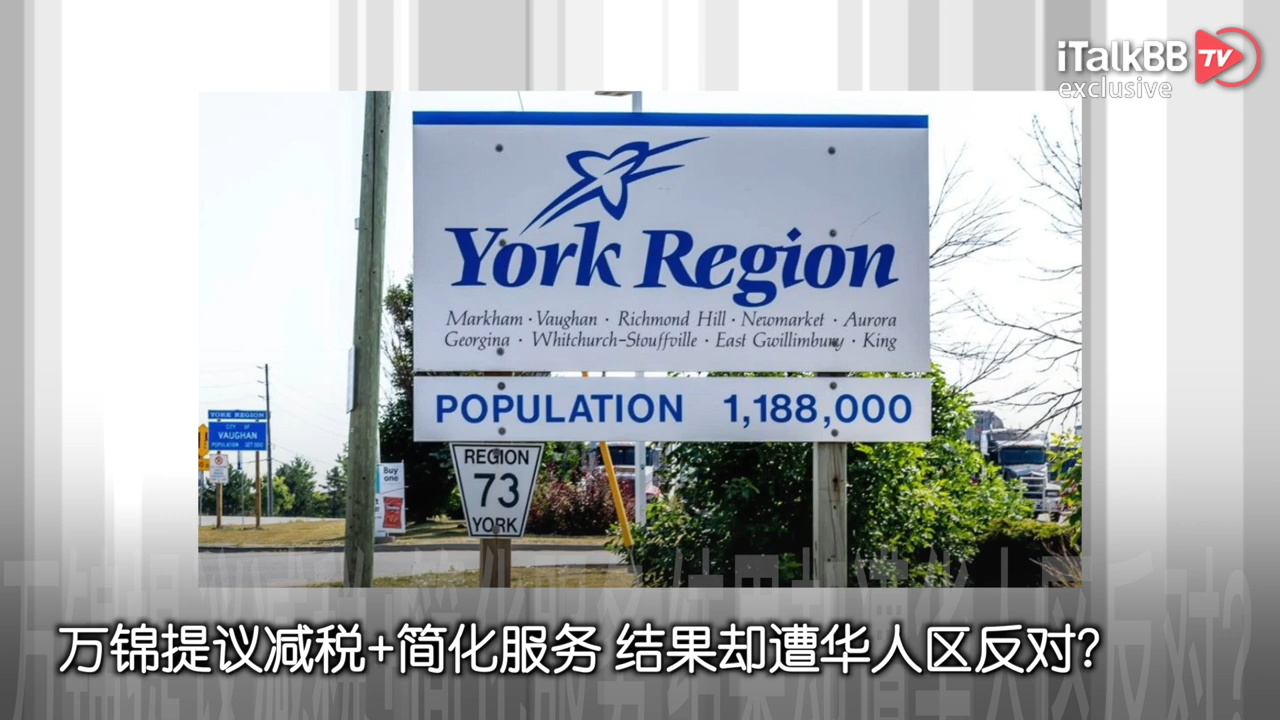 iTalkBB TV
exclusive
York Region
Markham · Vaughan · Richmond Hill · Newmarket · Aurora
Georgina · Whitchurch-Stouffville · East Gwillimbury · King
POPULATION 1,188,000
YORK REGION
CITY OF
VAUGHAN
POPULATION
REGION
73
YORK
Buy
one
万锦提议减税+简化服务 结果却遭华人区反对?